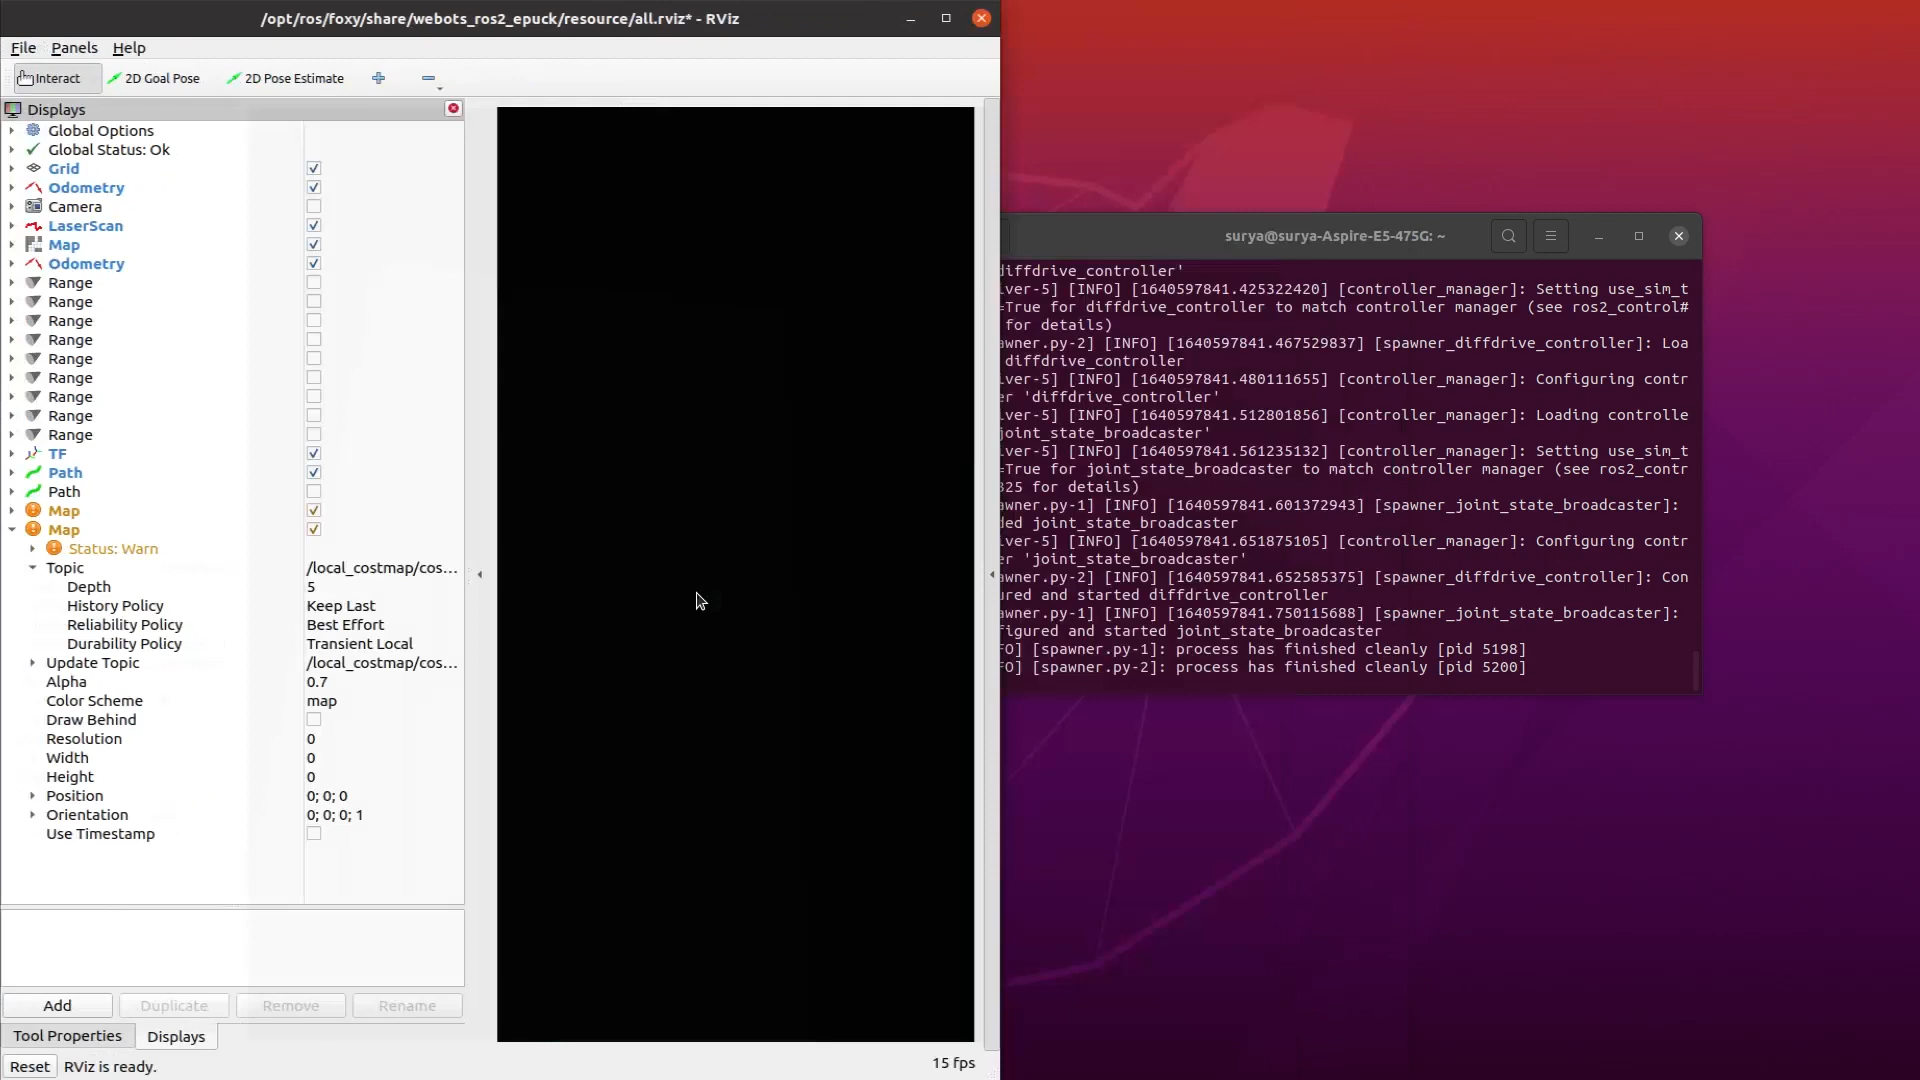 /opt/ros/foxy/share/webots_ros2_epuck/resource/all.rviz* - RViz
File Panels Help
Interact 2D Goal Pose 2D Pose Estimate
Displays
Global Options
Global Status: Ok
Grid
Odometry
Camera
LaserScan
Map
Odometry
Range
Range
Range
Range
Range
Range
Range
Range
Range
TF
Path
Path
Map
Map
Status: Warn
Topic /local_costmap/cos...
Depth 5
History Policy Keep Last
Reliability Policy Best Effort
Durability Policy Transient Local
Update Topic /local_costmap/cos...
Alpha 0.7
Color Scheme map
Draw Behind
Resolution 0
Width 0
Height 0
Position 0; 0; 0
Orientation 0; 0; 0; 1
Use Timestamp
Add Duplicate Remove Rename
Tool Properties Displays
Reset RViz is ready. 15 fps
surya@surya-Aspire-E5-475G: ~
diffdrive_controller'
ver-5] [INFO] [1640597841.425322420] [controller_manager]: Setting use_sim_t
=True for diffdrive_controller to match controller manager (see ros2_control#
for details)
awner.py-2] [INFO] [1640597841.467529837] [spawner_diffdrive_controller]: Loa
diffdrive_controller
ver-5] [INFO] [1640597841.480111655] [controller_manager]: Configuring contr
er 'diffdrive_controller'
ver-5] [INFO] [1640597841.512801856] [controller_manager]: Loading controlle
joint_state_broadcaster'
ver-5] [INFO] [1640597841.561235132] [controller_manager]: Setting use_sim_t
=True for joint_state_broadcaster to match controller manager (see ros2_contr
325 for details)
awner.py-1] [INFO] [1640597841.601372943] [spawner_joint_state_broadcaster]:
ded joint_state_broadcaster
ver-5] [INFO] [1640597841.651875105] [controller_manager]: Configuring contr
er 'joint_state_broadcaster'
awner.py-2] [INFO] [1640597841.652585375] [spawner_diffdrive_controller]: Con
ured and started diffdrive_controller
awner.py-1] [INFO] [1640597841.750115688] [spawner_joint_state_broadcaster]:
figured and started joint_state_broadcaster
FO] [spawner.py-1]: process has finished cleanly [pid 5198]
FO] [spawner.py-2]: process has finished cleanly [pid 5200]